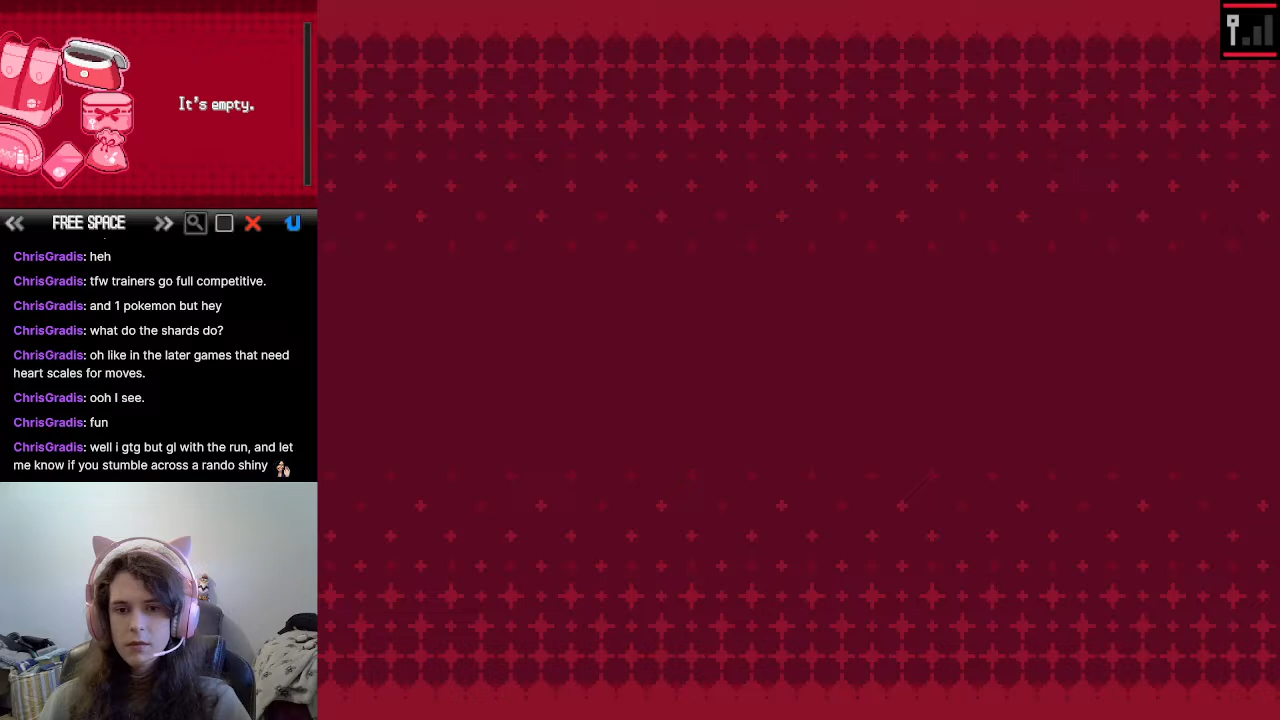 It's empty.
FREE SPACE
ChrisGradis: heh
ChrisGradis: tfw trainers go full competitive.
ChrisGradis: and 1 pokemon but hey
ChrisGradis: what do the shards do?
ChrisGradis: oh like in the later games that need
heart scales for moves.
ChrisGradis: ooh I see.
ChrisGradis: fun
ChrisGradis: well i gtg but gl with the run, and let
me know if you stumble across a rando shiny